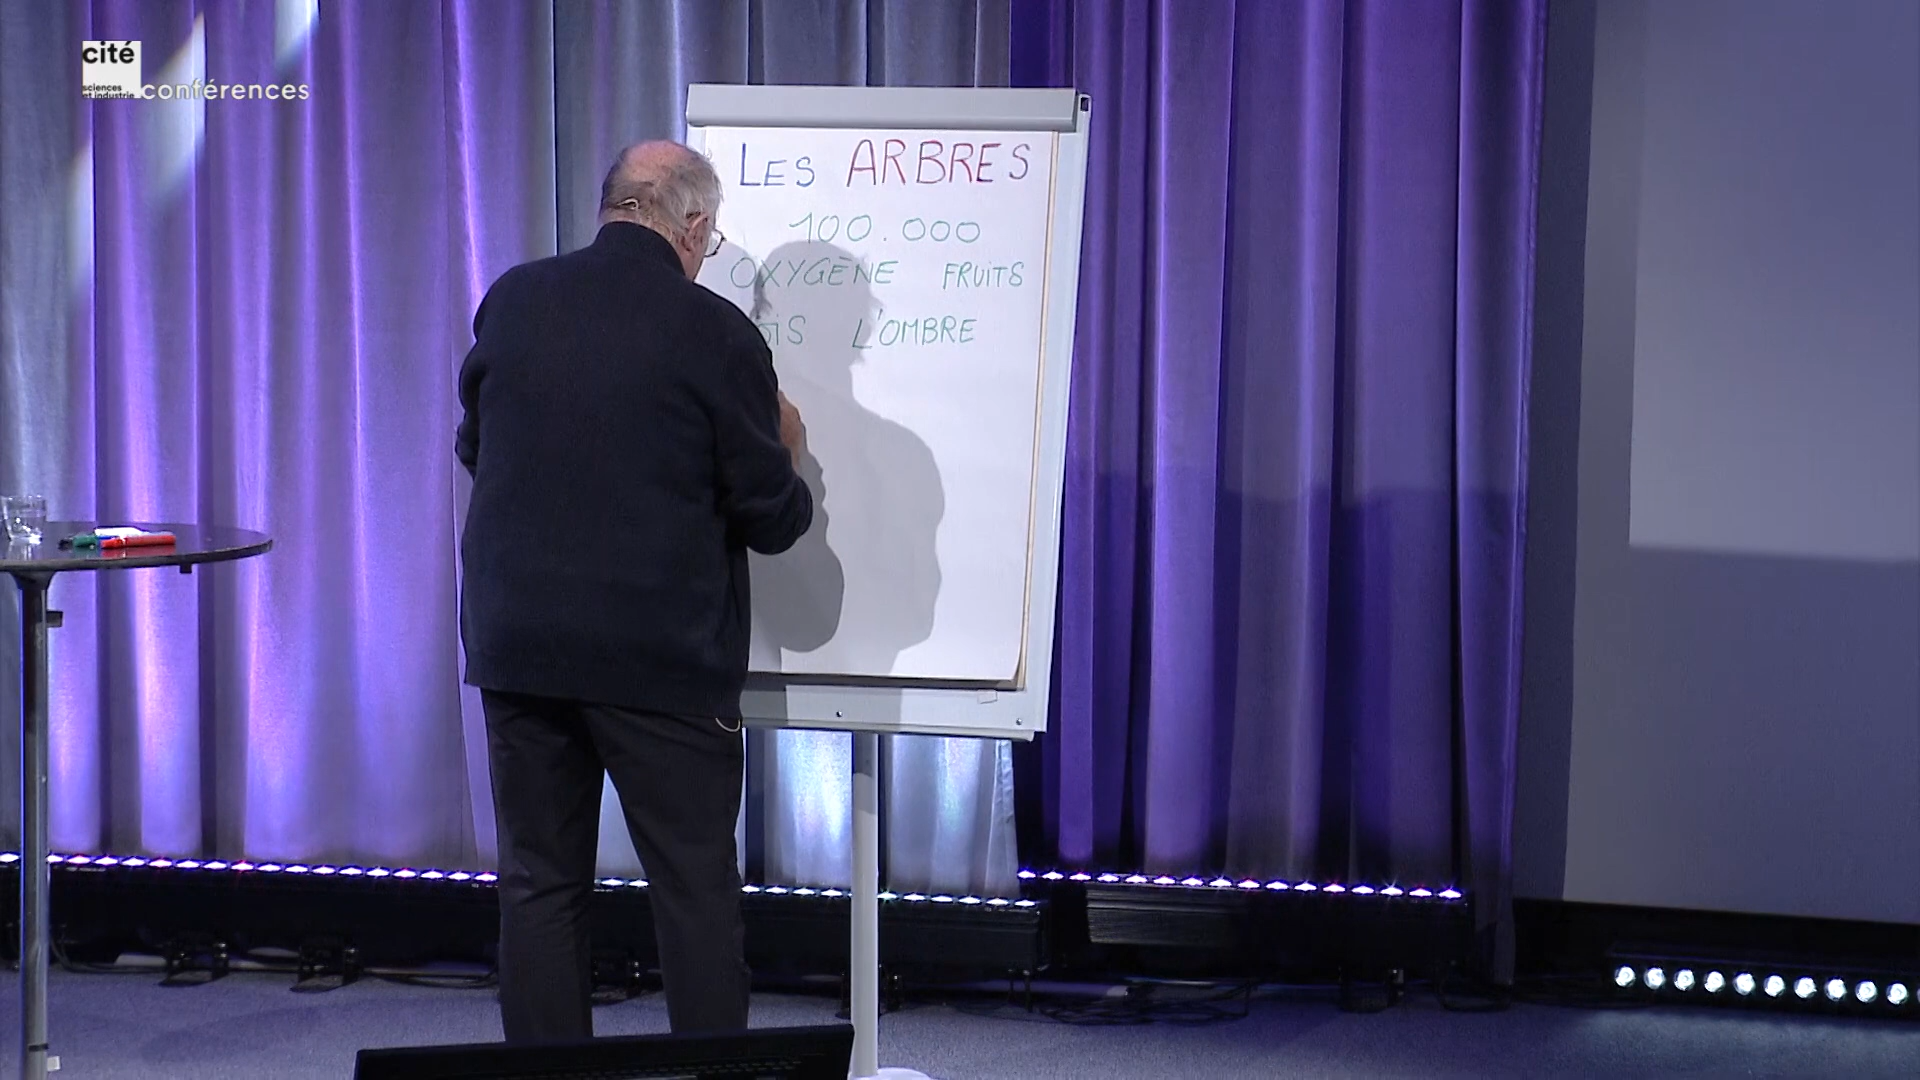 cité
sciences
et industrie
conférences
LES ARBRES
100.000
OXYGÈNE FRUITS
L'OMBRE